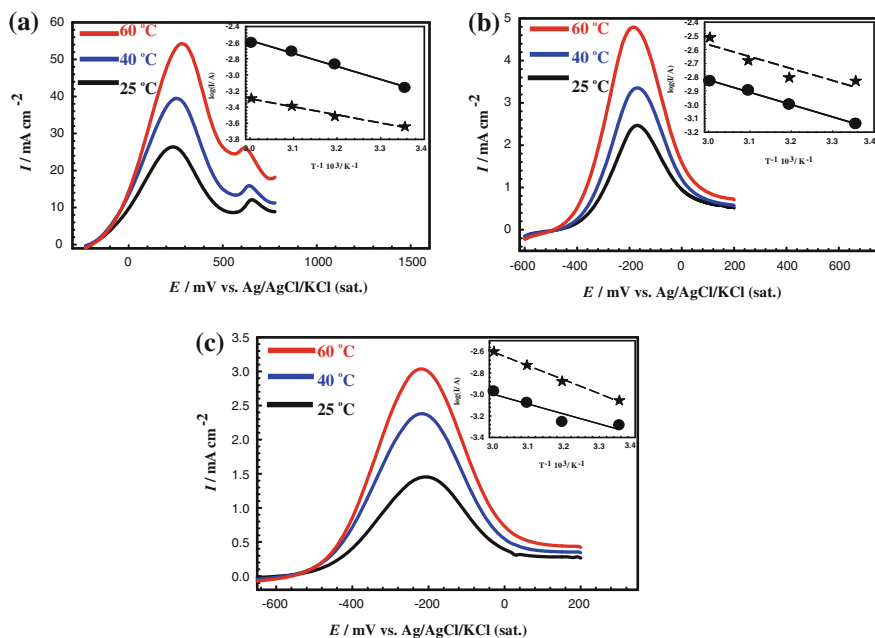 (a)
60 °C
40 °C
25 °C
I / mA cm-2
60
50
40
30
20
10
0
0 500 1000 1500
E / mV vs. Ag/AgCl/KCl (sat.)
log(I/ A)
-2.4
-2.6
-2.8
-3.0
-3.2
-3.4
-3.6
-3.8
3.0 3.1 3.2 3.3 3.4
T-1 103/ K-1
(b)
60 °C
40 °C
25 °C
I / mA cm-2
5
4
3
2
1
0
-600 -400 -200 0 200 400 600
E / mV vs. Ag/AgCl/KCl (sat.)
log(I/ A)
-2.5
-2.6
-2.7
-2.8
-2.9
-3.0
-3.1
-3.2
3.0 3.1 3.2 3.3 3.4
T-1 103/ K-1
(c)
60 °C
40 °C
25 °C
I / mA cm-2
3.5
3.0
2.5
2.0
1.5
1.0
0.5
0.0
-600 -400 -200 0 200
E / mV vs. Ag/AgCl/KCl (sat.)
log(I/ A)
-2.6
-2.8
-3.0
-3.2
-3.4
3.0 3.1 3.2 3.3 3.4
T-1 103/ K-1